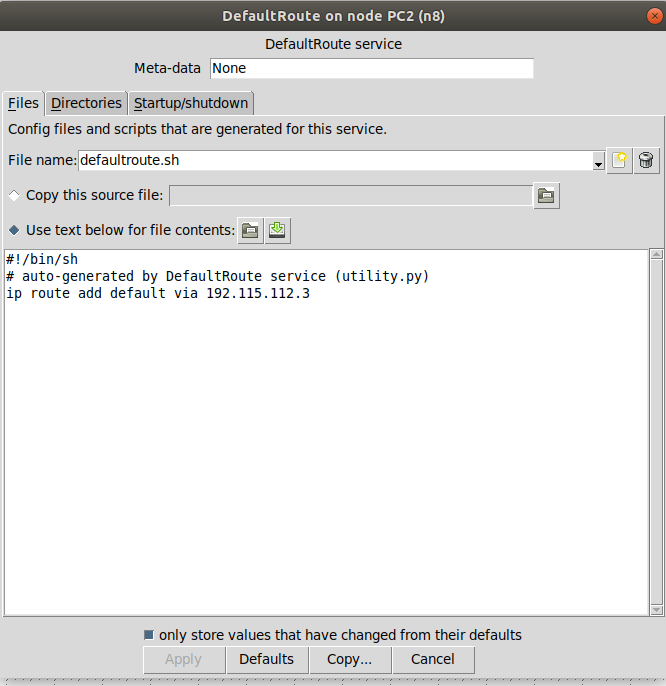 DefaultRoute on node PC2 (n8)
DefaultRoute service
Meta-data None
Files Directories Startup/shutdown
Config files and scripts that are generated for this service.
File name: defaultroute.sh
Copy this source file:
Use text below for file contents:
#!/bin/sh
# auto-generated by DefaultRoute service (utility.py)
ip route add default via 192.115.112.3
only store values that have changed from their defaults
Apply Defaults Copy... Cancel